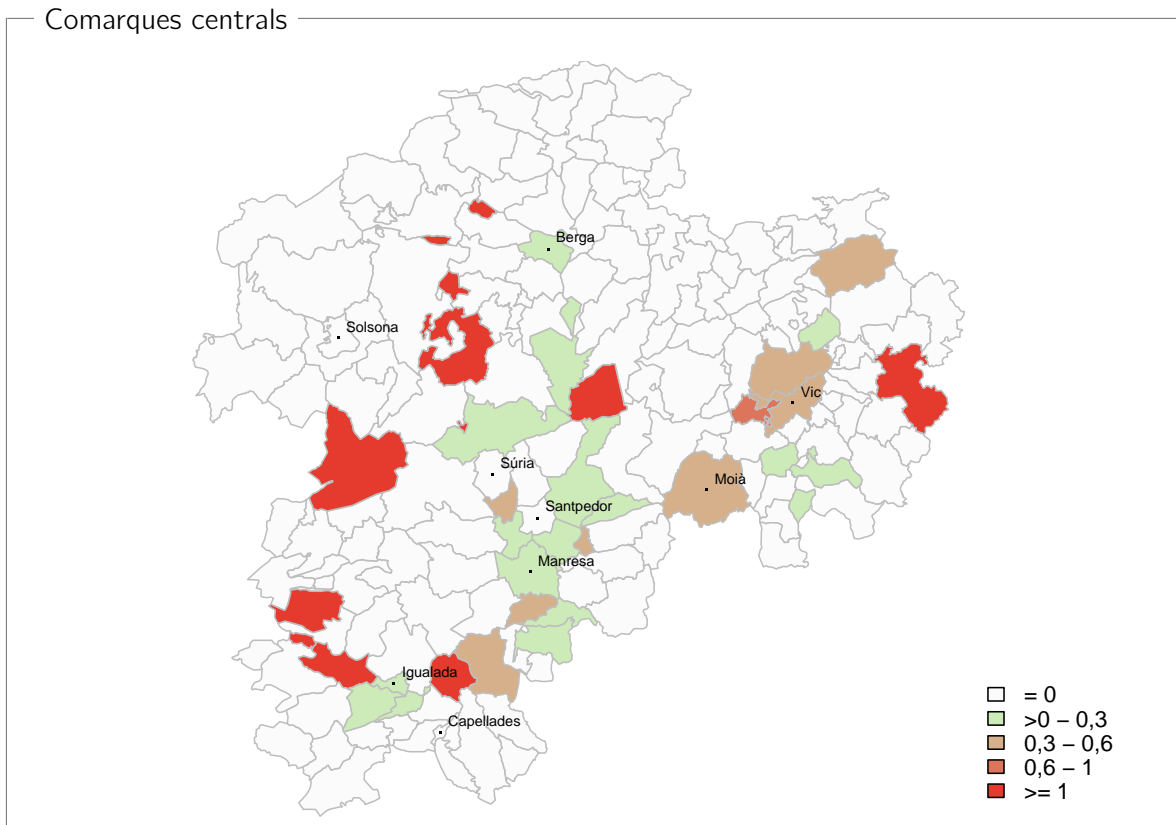 Comarques centrals
Berga
Solsona
Vic
Súria
Moià
Santpedor
Manresa
Igualada
Capellades
= 0
>0 – 0,3
0,3 – 0,6
0,6 – 1
>= 1